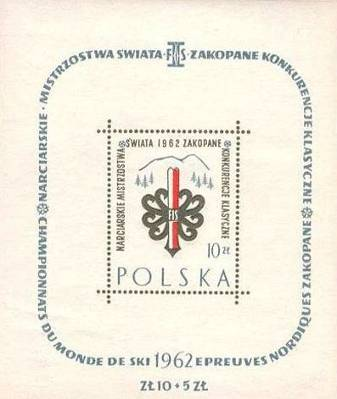 NARCIARSKIE · MISTRZOSTWA SWIATA · FIS · ZAKOPANE KONKURENCJE KLASYCZNE
CHAMPIONNATS DU MONDE DE SKI 1962 EPREUVES NORDIQUES ZAKOPANE
NARCIARSKIE MISTRZOSTWA
ŚWIATA 1962 ZAKOPANE
KONKURENCJE KLASYCZNE
FIS
10 ZŁ
POLSKA
ZŁ 10 + 5 ZŁ